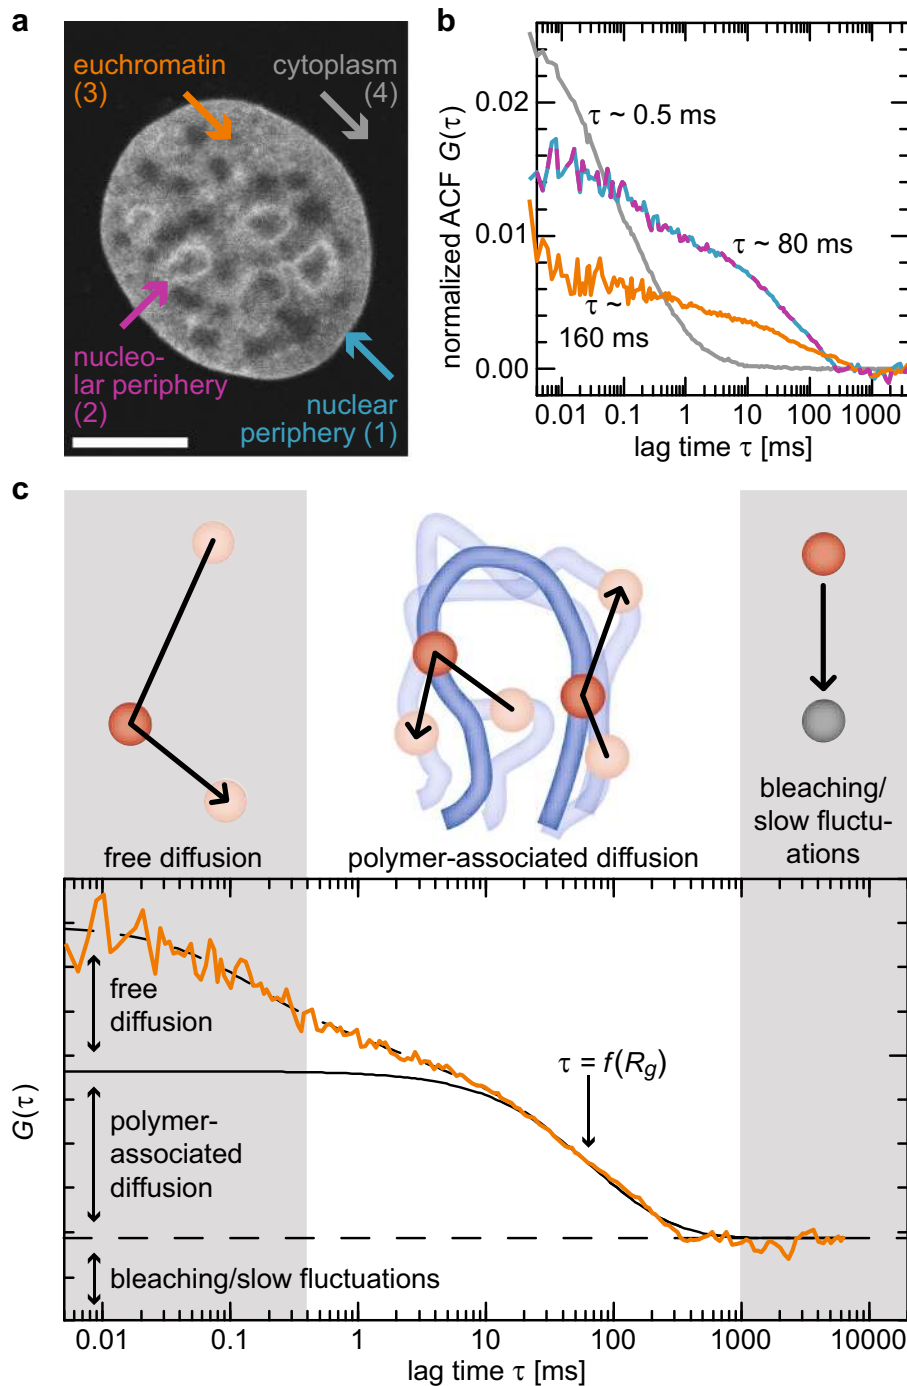 a
euchromatin
(3)
cytoplasm
(4)
nucleo-
lar periphery
(2)
nuclear
periphery (1)
b
normalized ACF G(τ)
0.02
0.01
0.00
τ ~ 0.5 ms
τ ~ 80 ms
τ ~
160 ms
0.01 0.1 1 10 100 1000
lag time τ [ms]
c
free diffusion
polymer-associated diffusion
bleaching/
slow fluctu-
ations
G(τ)
free
diffusion
τ = f(Rg)
polymer-
associated
diffusion
bleaching/slow fluctuations
0.01 0.1 1 10 100 1000 10000
lag time τ [ms]